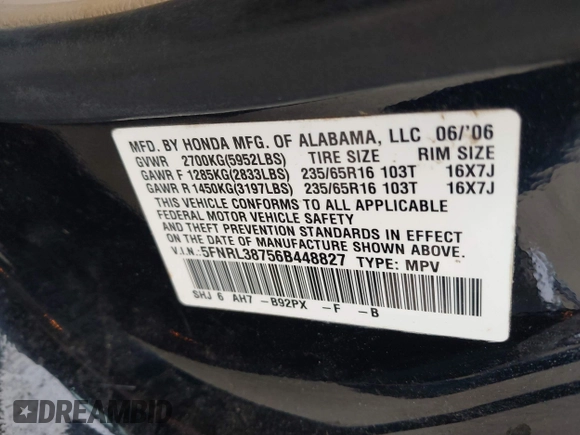 MFD. BY HONDA MFG. OF ALABAMA, LLC 06/'06
GVWR 2700KG(5952LBS) TIRE SIZE RIM SIZE
GAWR F 1285KG(2833LBS) 235/65R16 103T 16X7J
GAWR R 1450KG(3197LBS) 235/65R16 103T 16X7J
THIS VEHICLE CONFORMS TO ALL APPLICABLE
FEDERAL MOTOR VEHICLE SAFETY
AND THEFT PREVENTION STANDARDS IN EFFECT
ON THE DATE OF MANUFACTURE SHOWN ABOVE.
V.I.N.:5FNRL38756B448827 TYPE: MPV
SHJ 6 AH7 -B92PX -F -B
DREAMBID